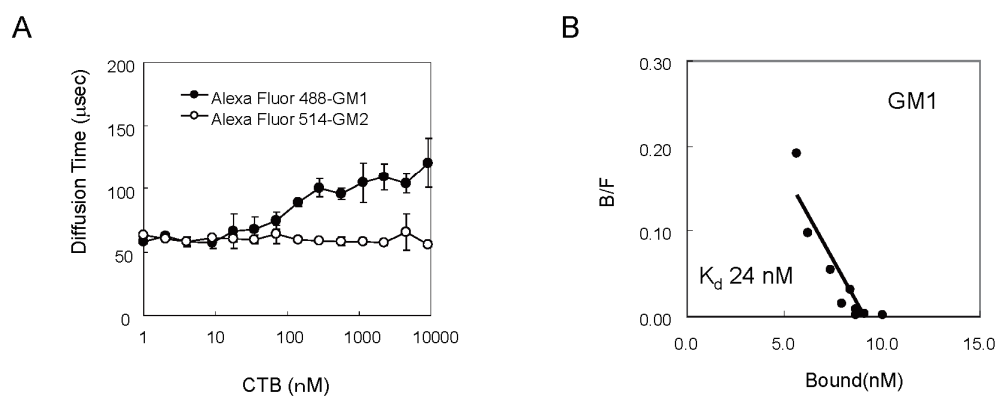 A
Diffusion Time (μsec)
200
150
100
50
0
Alexa Fluor 488-GM1
Alexa Fluor 514-GM2
1
10
100
1000
10000
CTB (nM)
B
B/F
0.30
0.20
0.10
0.00
GM1
Kd 24 nM
0.0
5.0
10.0
15.0
Bound(nM)